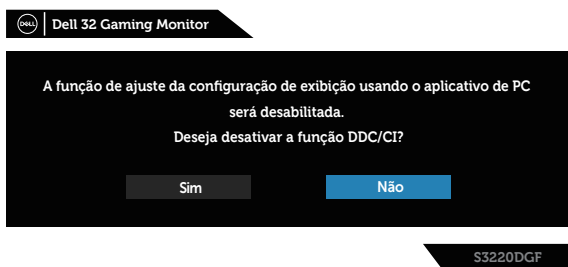 DELL Dell 32 Gaming Monitor
A função de ajuste da configuração de exibição usando o aplicativo de PC
será desabilitada.
Deseja desativar a função DDC/CI?
Sim Não
S3220DGF